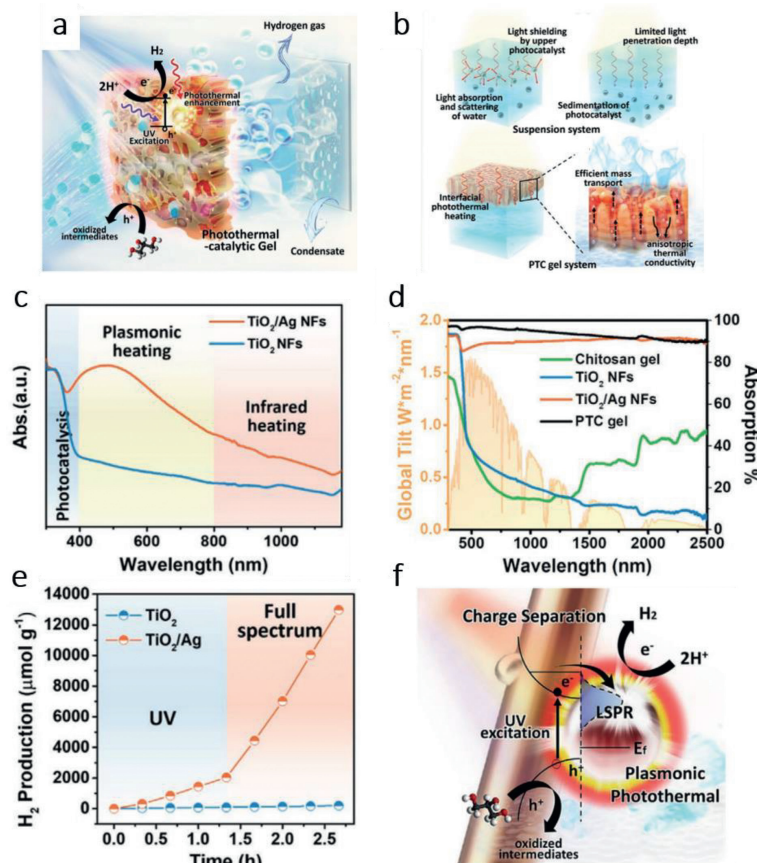 a
Hydrogen gas
H₂
e⁻
2H⁺
e⁻
Photothermal
enhancement
UV
Excitation
h⁺
h⁺
oxidized
intermediates
Photothermal
-catalytic Gel
Condensate
b
Light shielding
by upper
photocatalyst
Limited light
penetration depth
Light absorption
and scattering
of water
Sedimentation of
photocatalyst
Suspension system
Efficient mass
transport
Interfacial
photothermal
heating
anisotropic
thermal
conductivity
PTC gel system
c
TiO₂/Ag NFs
TiO₂ NFs
Plasmonic
heating
Infrared
heating
Photocatalysis
Abs.(a.u.)
400 600 800 1000
Wavelength (nm)
d
Global Tilt W*m⁻²*nm⁻¹
2.0
1.5
1.0
0.5
0.0
Chitosan gel
TiO₂ NFs
TiO₂/Ag NFs
PTC gel
100
80
60
40
20
0
Absorption %
500 1000 1500 2000 2500
Wavelength (nm)
e
H₂ Production (μmol g⁻¹)
14000
12000
10000
8000
6000
4000
2000
0
TiO₂
TiO₂/Ag
Full
spectrum
UV
0.0 0.5 1.0 1.5 2.0 2.5
Time (h)
f
Charge Separation
H₂
e⁻
2H⁺
e⁻
LSPR
UV
excitation
E_f
h⁺
Plasmonic
Photothermal
h⁺
oxidized
intermediates